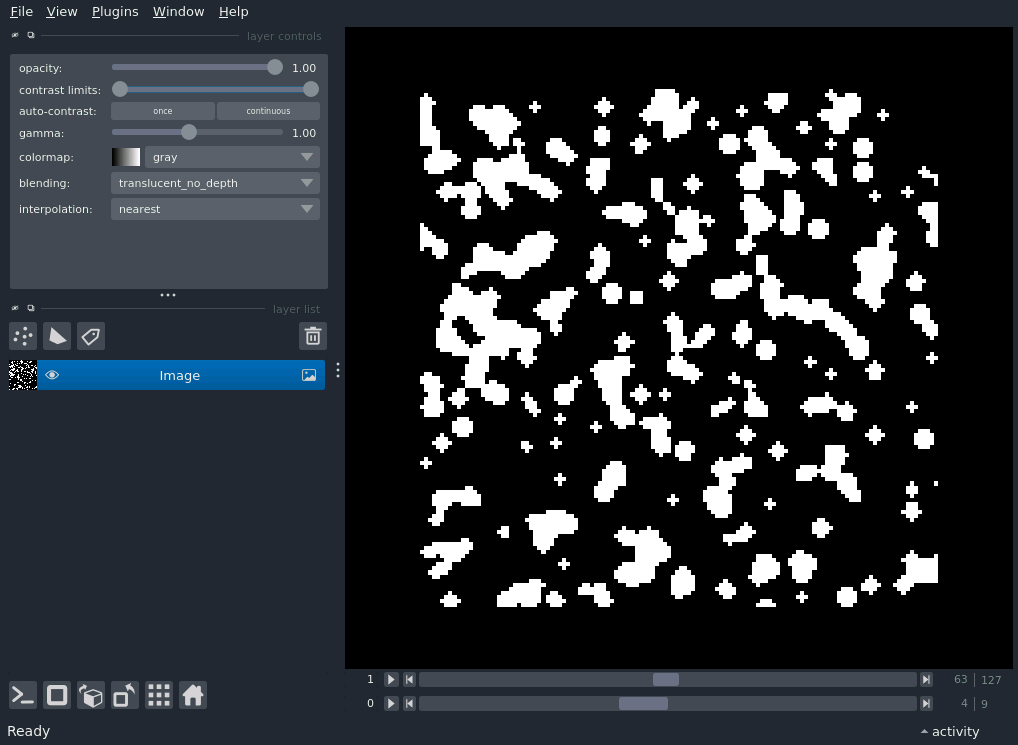 File View Plugins Window Help
layer controls
opacity: 1.00
contrast limits:
auto-contrast: once continuous
gamma: 1.00
colormap: gray
blending: translucent_no_depth
interpolation: nearest
layer list
Image
1 63 127
0 4 9
Ready activity